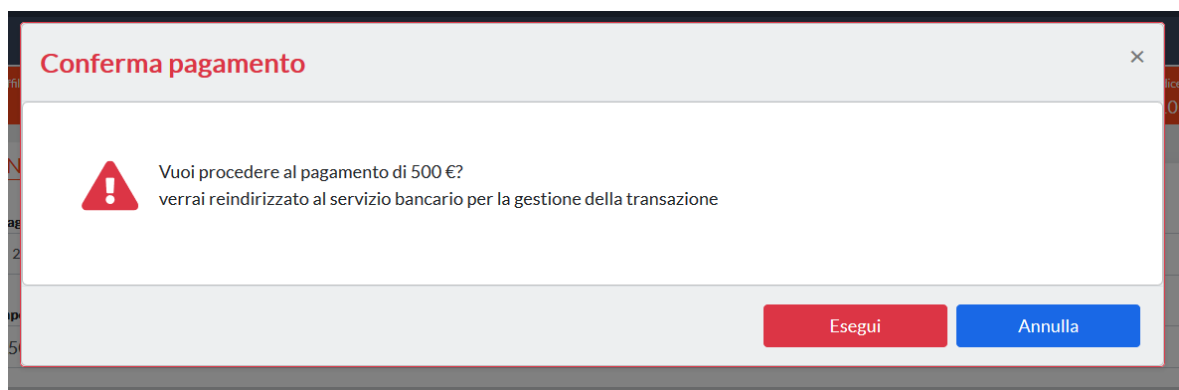 Conferma pagamento
×
Vuoi procedere al pagamento di 500 €?
verrai reindirizzato al servizio bancario per la gestione della transazione
Esegui
Annulla